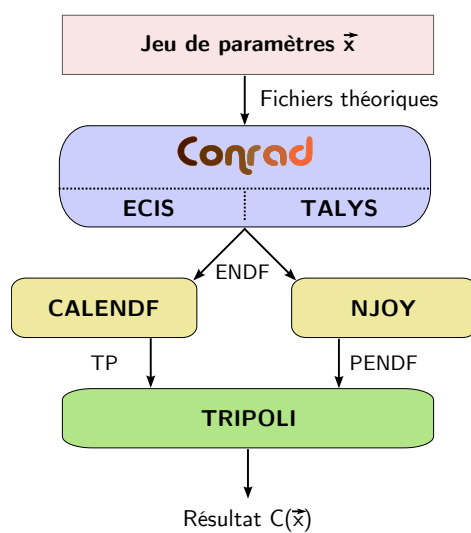 Jeu de paramètres x⃗
Fichiers théoriques
Conrad
ECIS TALYS
ENDF
CALENDF NJOY
TP PENDF
TRIPOLI
Résultat C(x⃗)